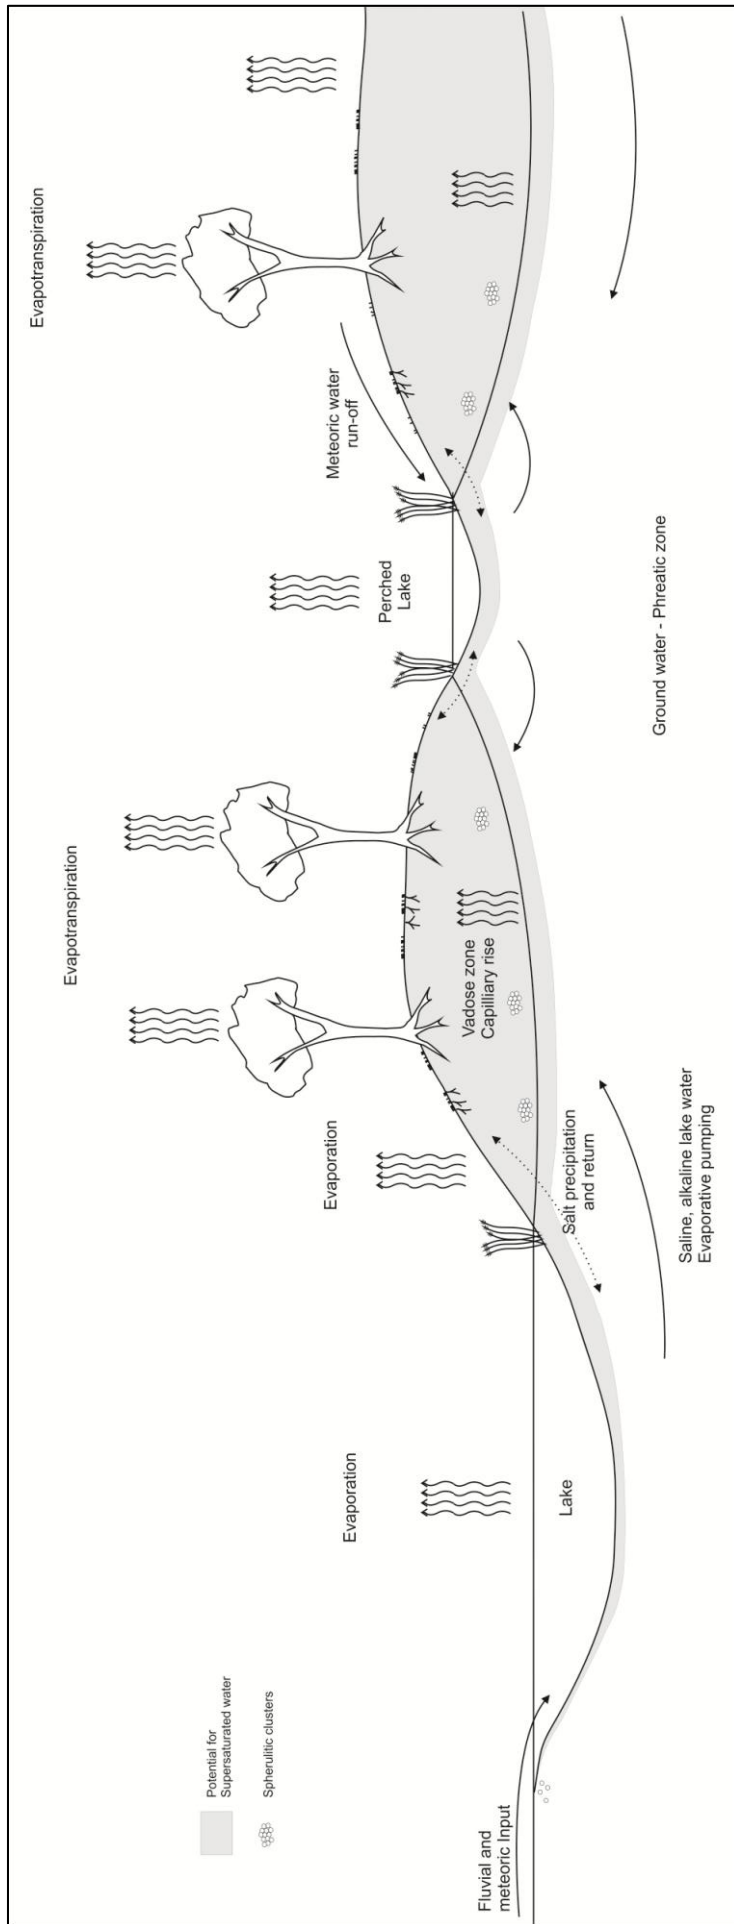 Potential for
Supersaturated water
Spherulitic clusters
Fluvial and
meteoric Input
Evaporation
Lake
Evaporation
Salt precipitation
and return
Saline, alkaline lake water
Evaporative pumping
Evapotranspiration
Vadose zone
Capilliary rise
Perched
Lake
Ground water - Phreatic zone
Meteoric water
run-off
Evapotranspiration